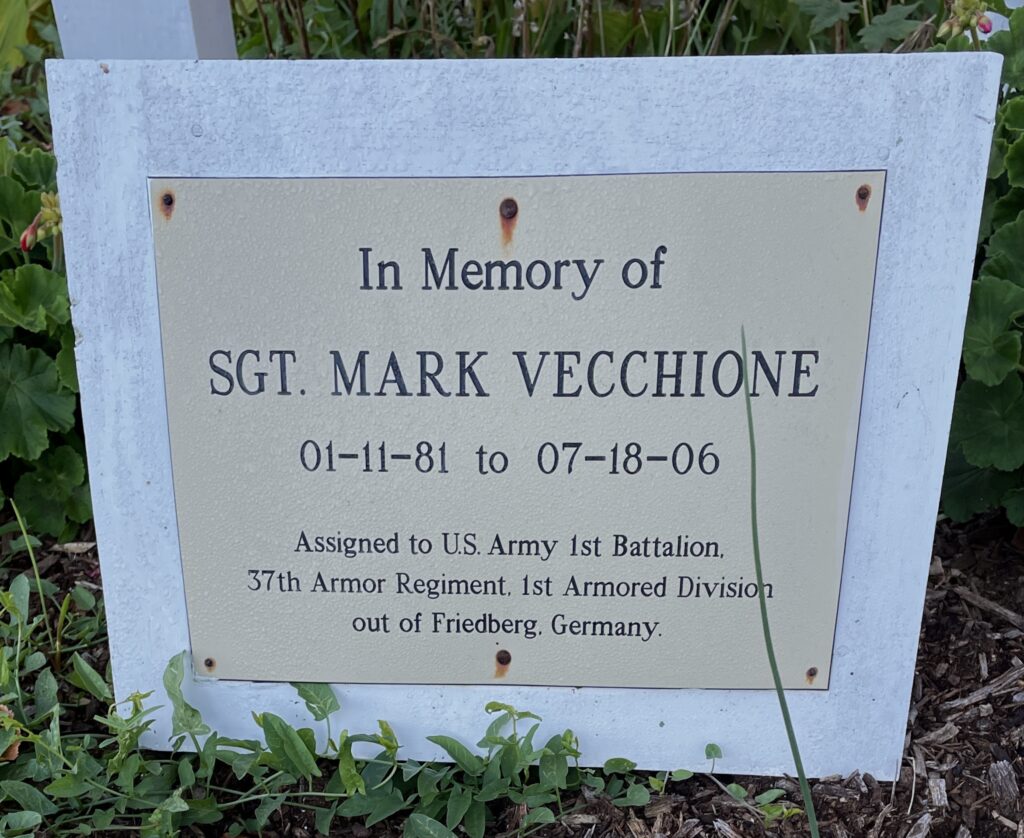 In Memory of
SGT. MARK VECCHIONE
01-11-81 to 07-18-06
Assigned to U.S. Army 1st Battalion,
37th Armor Regiment, 1st Armored Division
out of Friedberg, Germany.